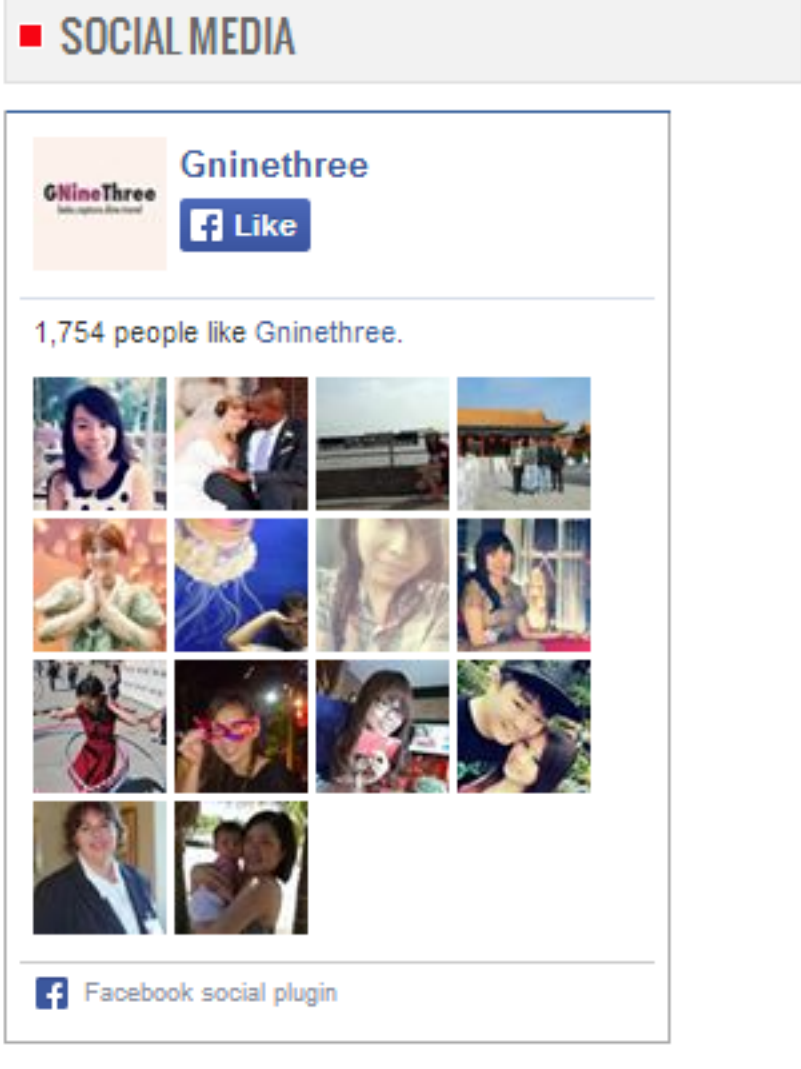 SOCIAL MEDIA
GNineThree
Gninethree
Like
1,754 people like Gninethree.
Facebook social plugin